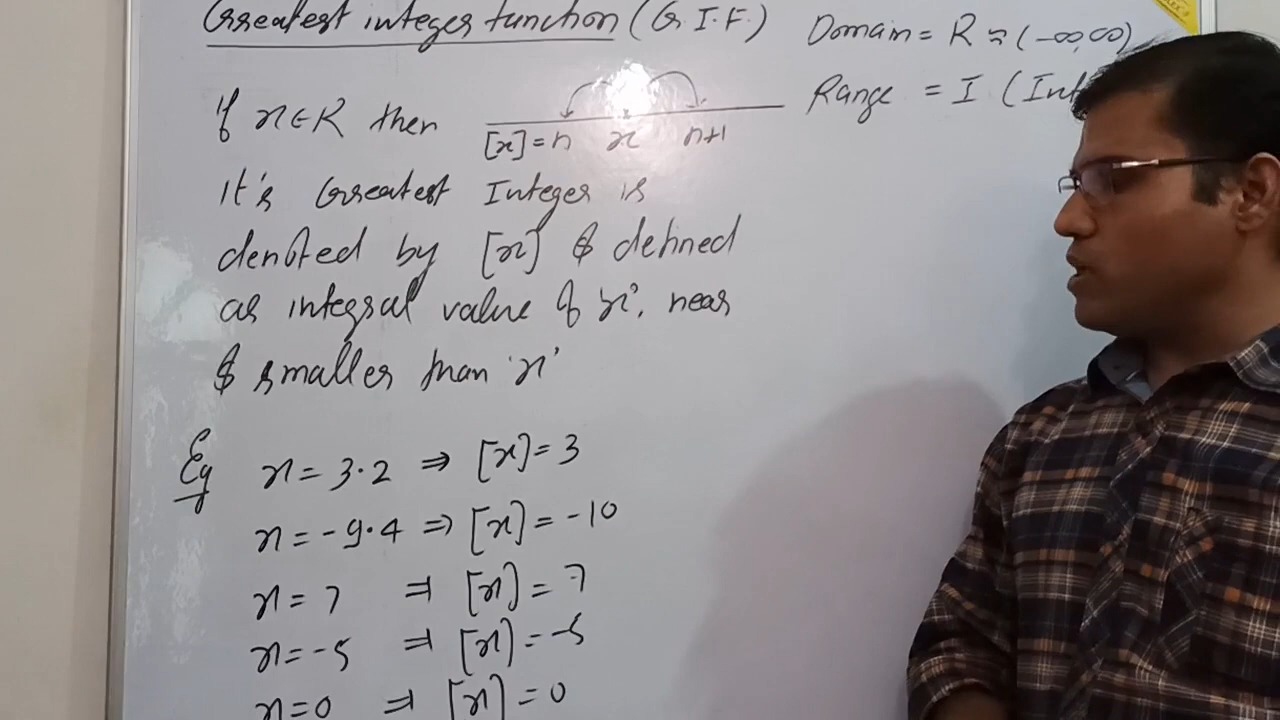 Greatest integer function (G.I.F)
Domain = R ≈ (-∞,∞)
Range = I (Int
If x∈R then
[x]=n x n+1
It's Greatest Integer is
denoted by [x] & defined
as integral value of 'x', near
& smaller than 'x'
Eg x = 3.2 ⇒ [x] = 3
x = -9.4 ⇒ [x] = -10
x = 7 ⇒ [x] = 7
x = -5 ⇒ [x] = -5
x = 0 ⇒ [x] = 0